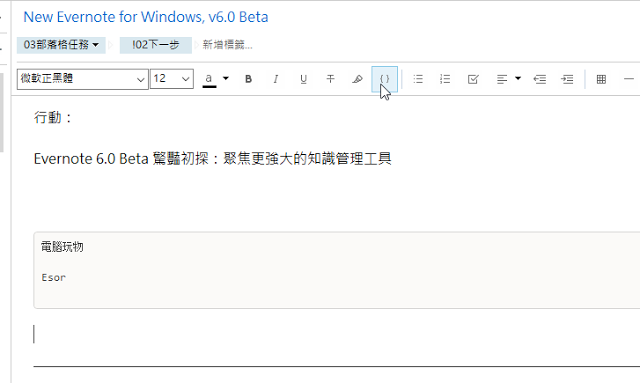 New Evernote for Windows, v6.0 Beta
03部落格任務 !02下一步 新增標籤...
微軟正黑體 12 a B I U T {}
行動：
Evernote 6.0 Beta 驚豔初探：聚焦更強大的知識管理工具
電腦玩物
Esor